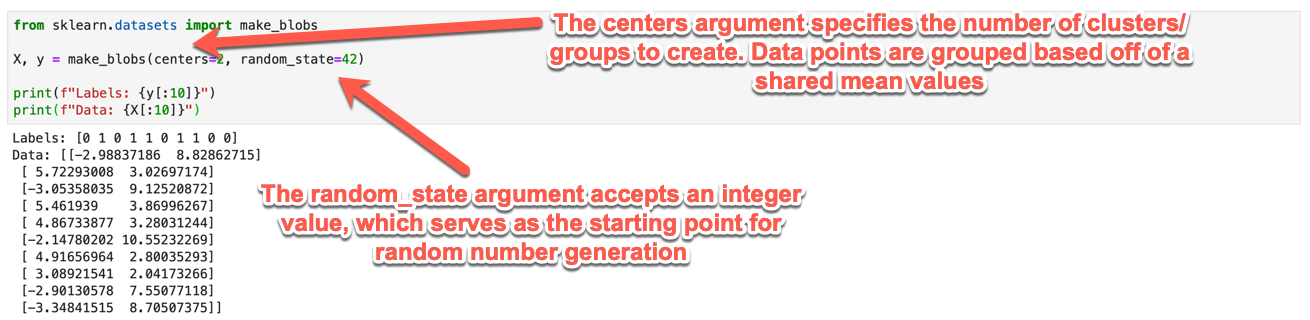 from sklearn.datasets import make_blobs
X, y = make_blobs(centers=2, random_state=42)
print(f"Labels: {y[:10]}")
print(f"Data: {X[:10]}")
The centers argument specifies the number of clusters/
groups to create. Data points are grouped based off of a
shared mean values
Labels: [0 1 0 1 1 0 1 1 0 0]
Data: [[-2.98837186  8.82862715]
 [ 5.72293008  3.02697174]
 [-3.05358035  9.12520872]
 [ 5.461939    3.86996267]
 [ 4.86733877  3.28031244]
 [-2.14780202 10.55232269]
 [ 4.91656964  2.80035293]
 [ 3.08921541  2.04173266]
 [-2.90130578  7.55077118]
 [-3.34841515  8.70507375]]
The random_state argument accepts an integer
value, which serves as the starting point for
random number generation